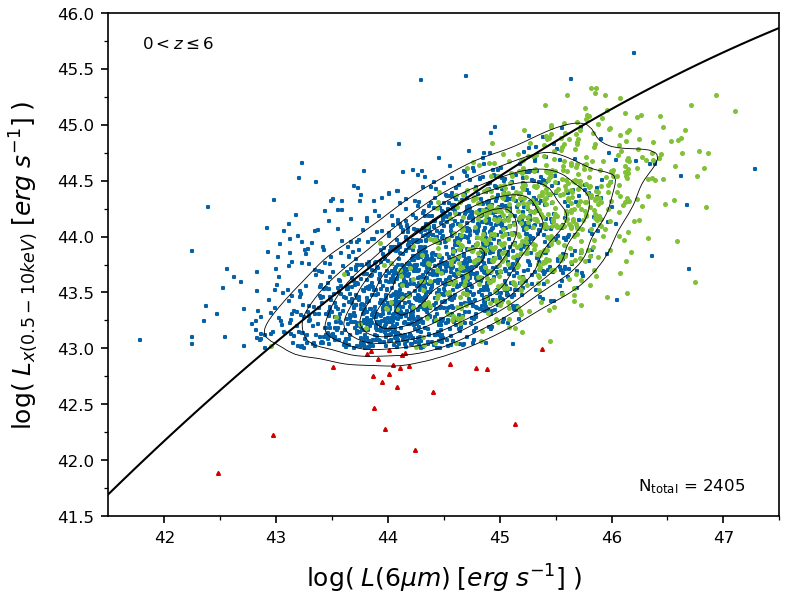 46.0
0 < z ≤ 6
45.5
45.0
44.5
44.0
43.5
43.0
42.5
42.0
41.5
N_total = 2405
42 43 44 45 46 47
log( L_x(0.5−10keV) [erg s⁻¹] )
log( L(6μm) [erg s⁻¹] )